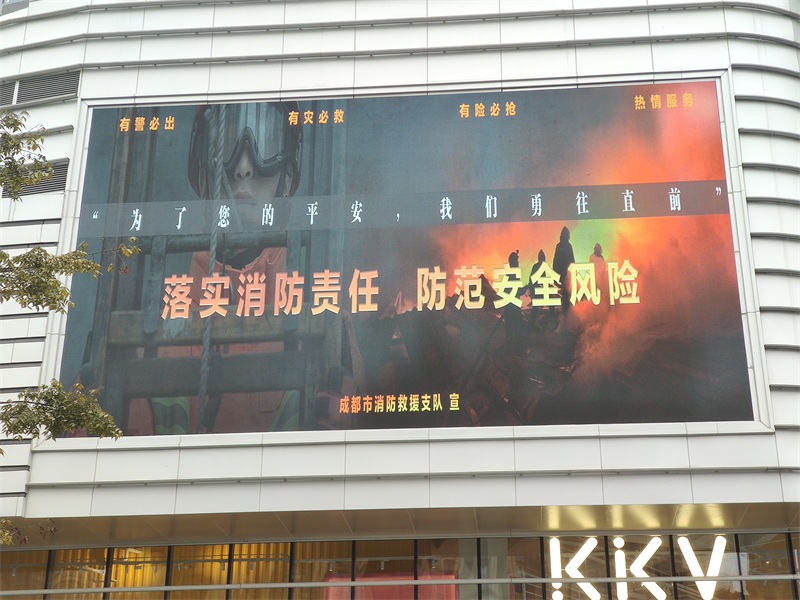 有警必出 有灾必救 有险必抢 热情服务
“为了您的平安，我们勇往直前”
落实消防责任 防范安全风险
成都市消防救援支队 宣
KKV